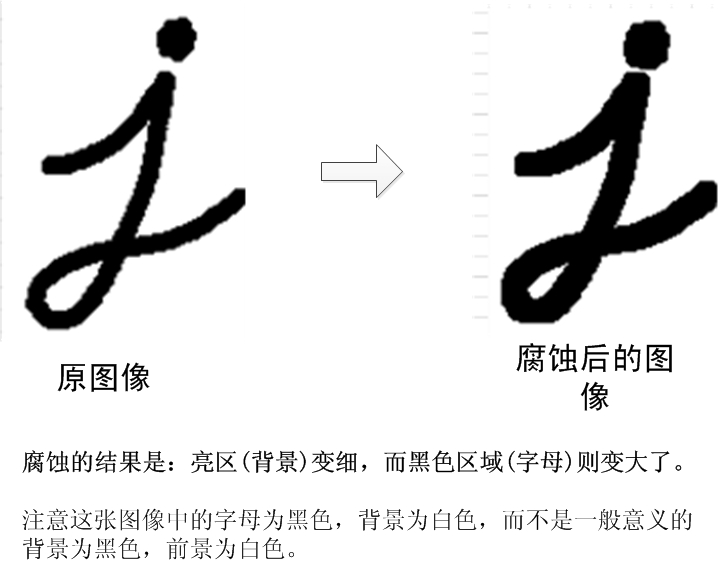 原图像
腐蚀后的图
像
腐蚀的结果是：亮区(背景)变细，而黑色区域(字母)则变大了。
注意这张图像中的字母为黑色，背景为白色，而不是一般意义的
背景为黑色，前景为白色。